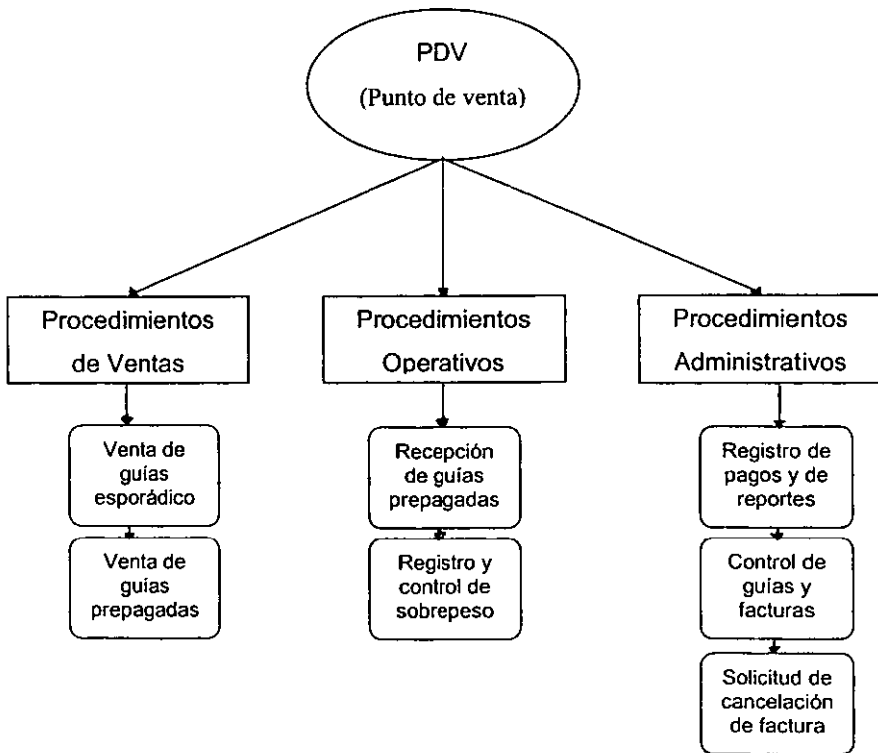 PDV
(Punto de venta)
Procedimientos
de Ventas
Procedimientos
Operativos
Procedimientos
Administrativos
Venta de
guías
esporádico
Venta de
guías
prepagadas
Recepción
de guías
prepagadas
Registro y
control de
sobrepeso
Registro de
pagos y de
reportes
Control de
guías y
facturas
Solicitud de
cancelación
de factura